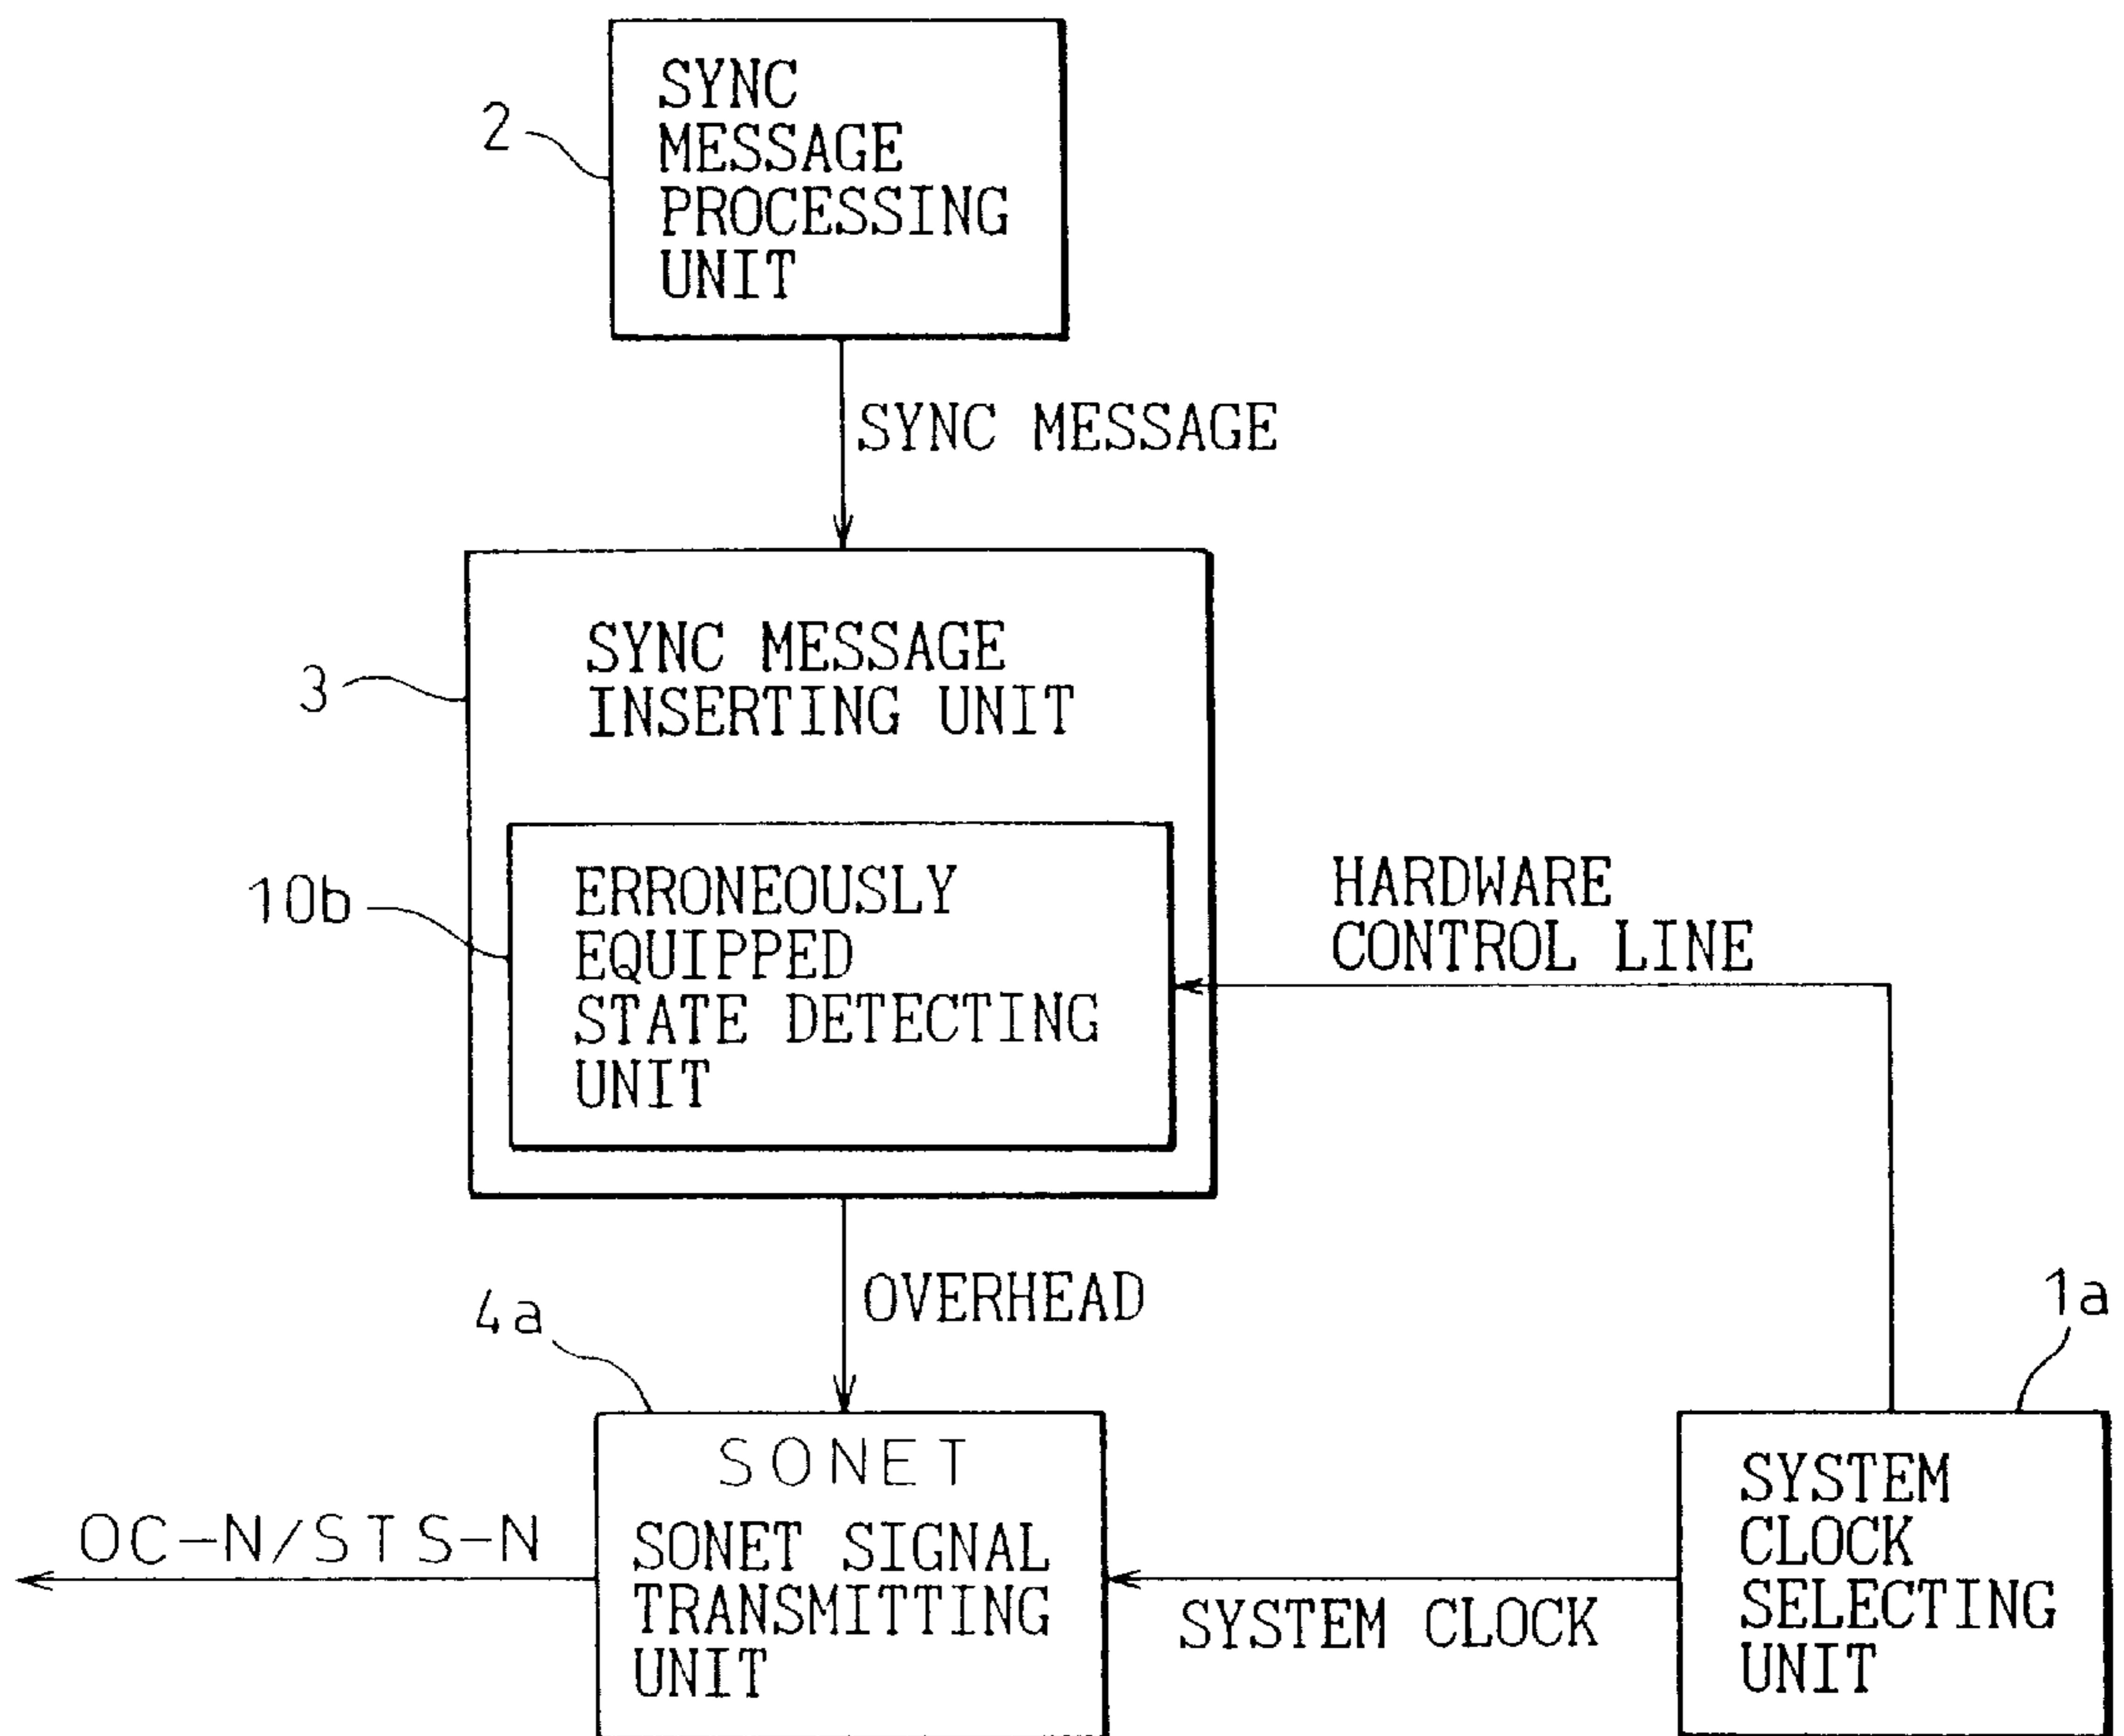 SYNC
MESSAGE
PROCESSING
UNIT
2
SYNC MESSAGE
SYNC MESSAGE
INSERTING UNIT
3
ERRONEOUSLY
EQUIPPED
STATE DETECTING
UNIT
10b
HARDWARE
CONTROL LINE
OVERHEAD
4a
1a
SONET
SONET SIGNAL
TRANSMITTING
UNIT
OC-N/STS-N
SYSTEM CLOCK
SYSTEM
CLOCK
SELECTING
UNIT